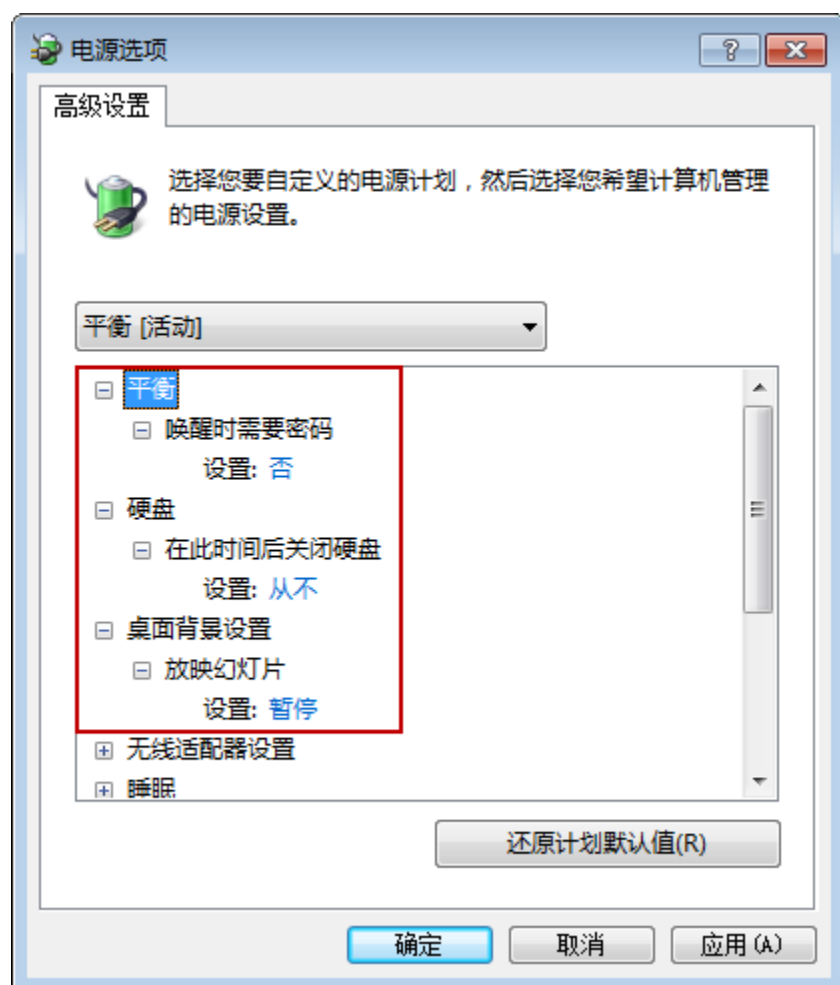 电源选项
高级设置
选择您要自定义的电源计划，然后选择您希望计算机管理
的电源设置。
平衡 [活动]
平衡
唤醒时需要密码
设置: 否
硬盘
在此时间后关闭硬盘
设置: 从不
桌面背景设置
放映幻灯片
设置: 暂停
无线适配器设置
睡眠
还原计划默认值(R)
确定
取消
应用(A)